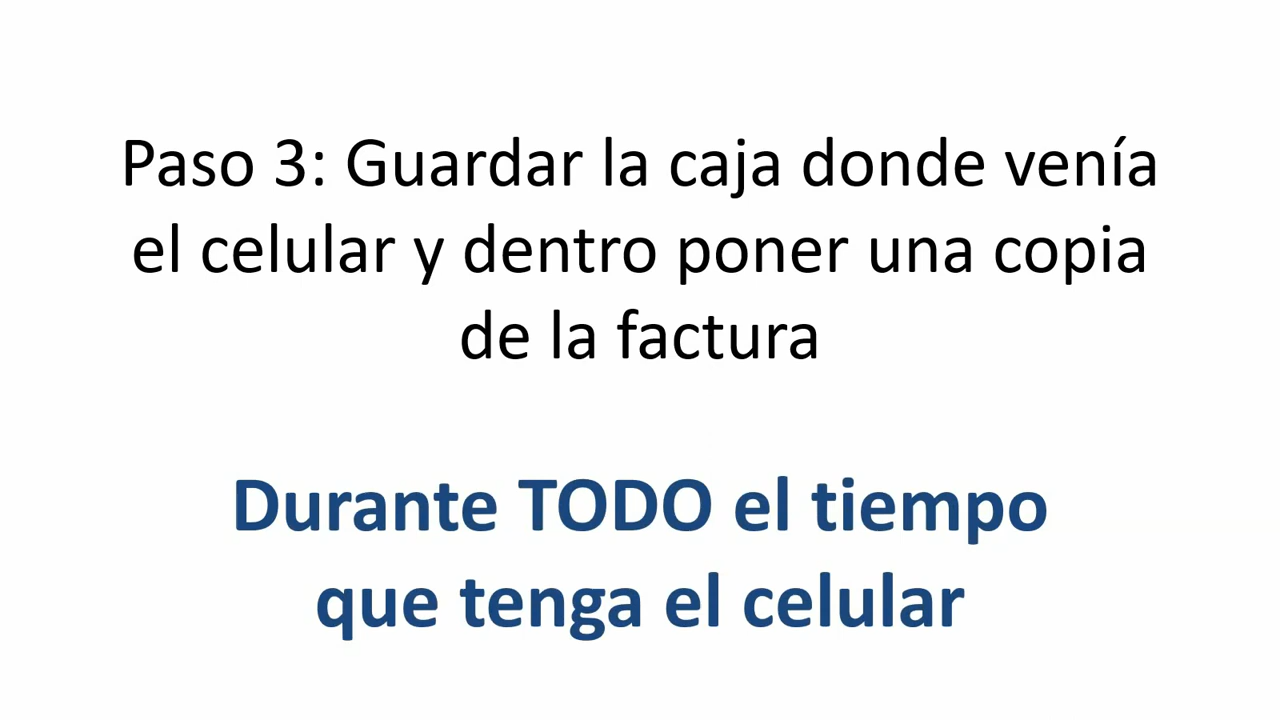 Paso 3: Guardar la caja donde venía
el celular y dentro poner una copia
de la factura
Durante TODO el tiempo
que tenga el celular